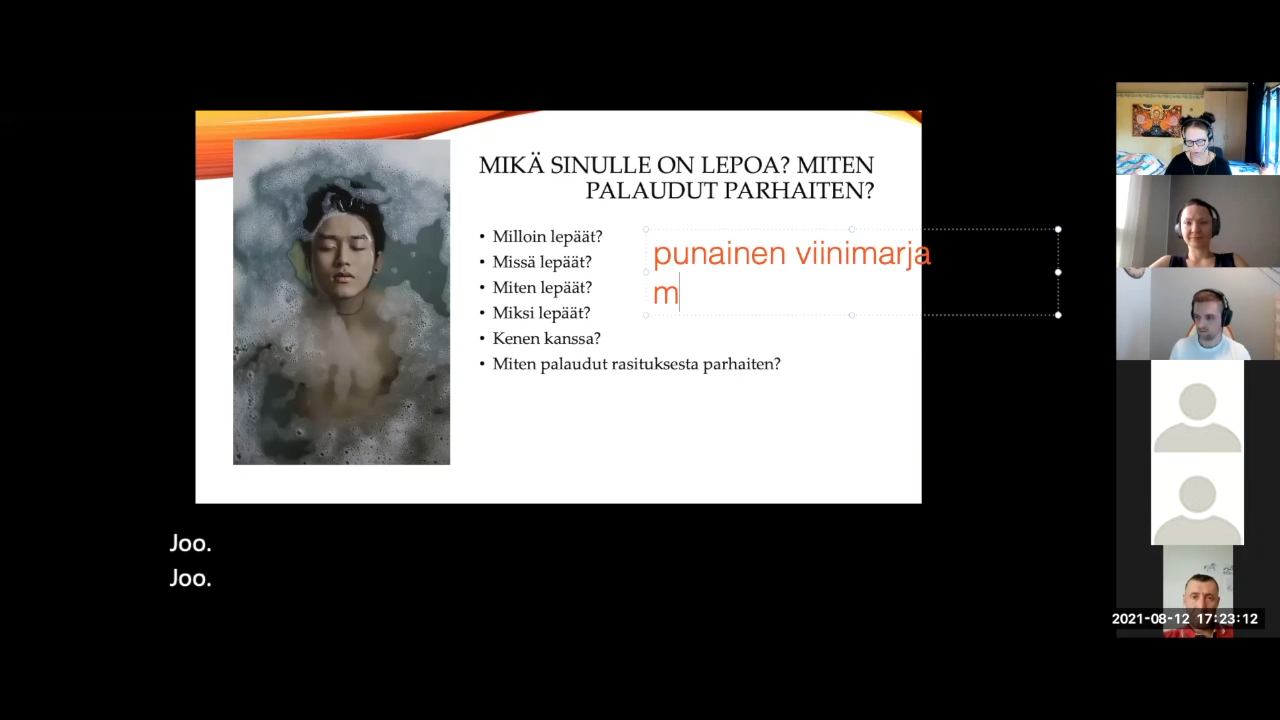 MIKÄ SINULLE ON LEPOA? MITEN
PALAUDUT PARHAITEN?
• Milloin lepäät?
• Missä lepäät?
• Miten lepäät?
• Miksi lepäät?
• Kenen kanssa?
• Miten palaudut rasituksesta parhaiten?
punainen viinimarja
m
Joo.
Joo.
2021-08-12 17:23:12